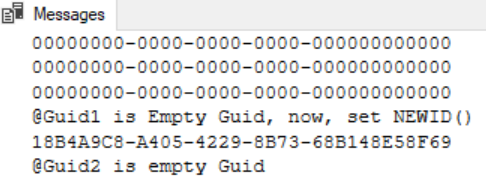 Messages
00000000-0000-0000-0000-000000000000
00000000-0000-0000-0000-000000000000
00000000-0000-0000-0000-000000000000
@Guid1 is Empty Guid, now, set NEWID()
18B4A9C8-A405-4229-8B73-68B148E58F69
@Guid2 is empty Guid